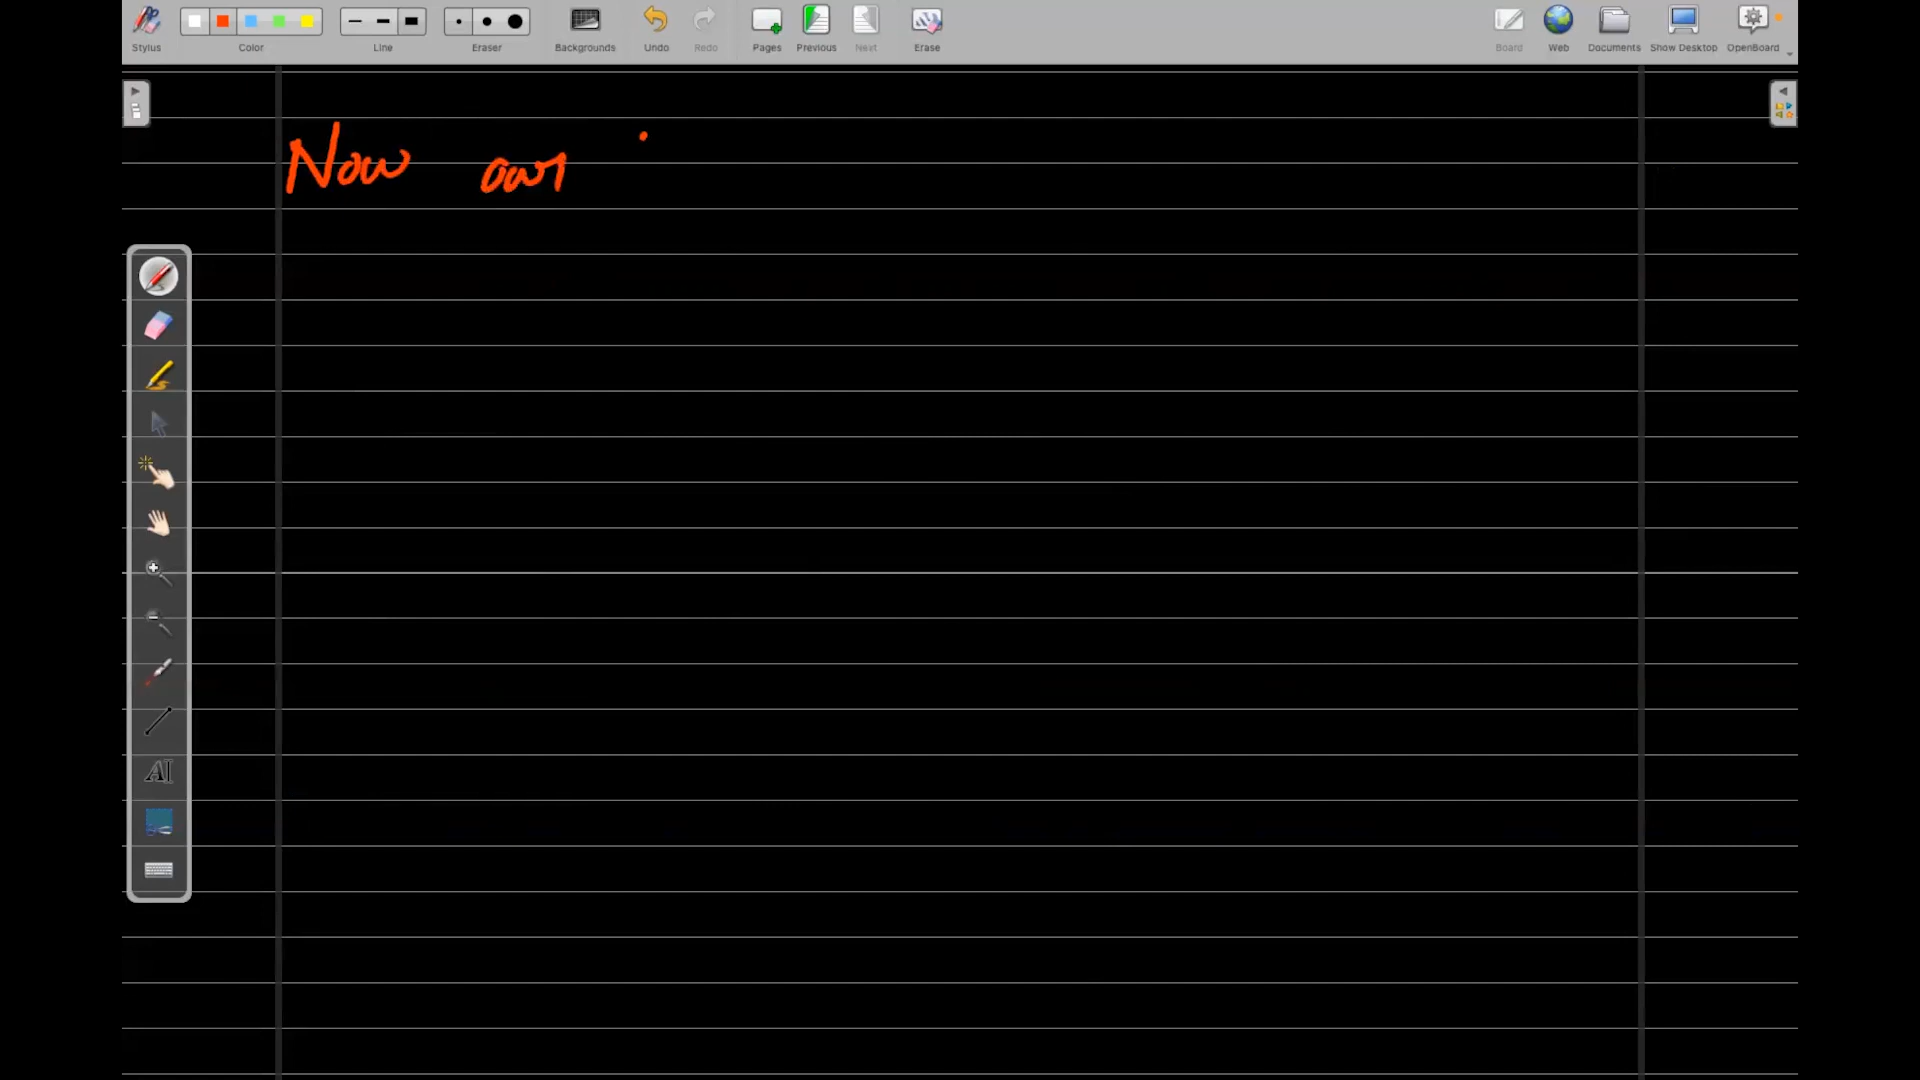 Stylus Color Line Eraser Backgrounds Undo Redo Pages Previous Next Erase Board Web Documents Show Desktop OpenBoard
Now our
AI